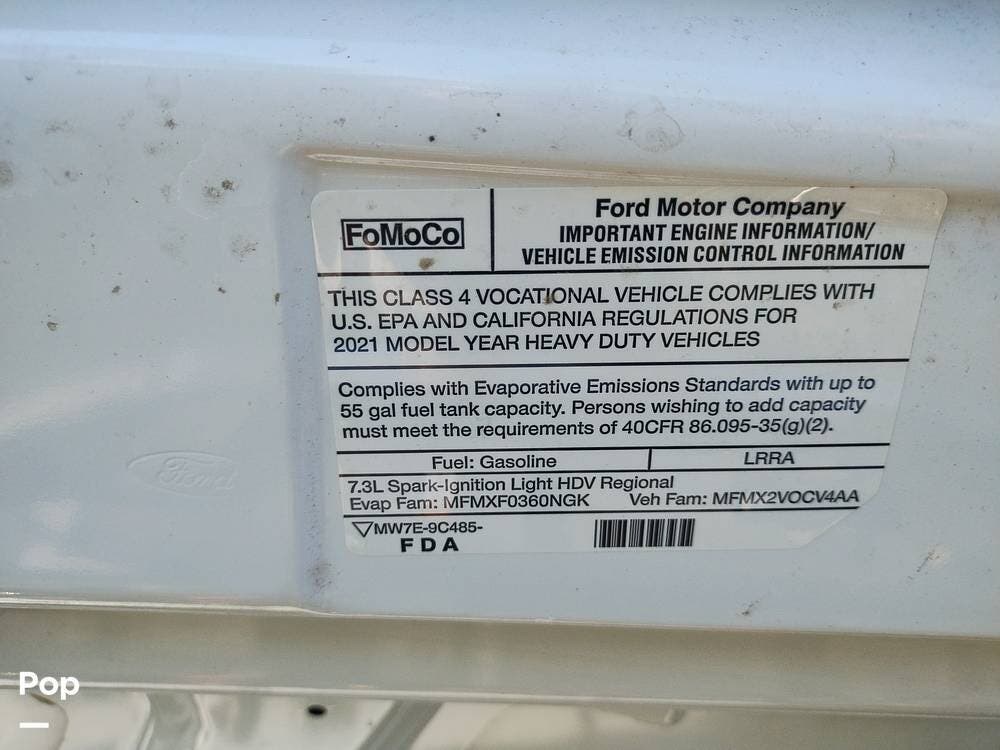 FoMoCo
Ford Motor Company
IMPORTANT ENGINE INFORMATION/
VEHICLE EMISSION CONTROL INFORMATION
THIS CLASS 4 VOCATIONAL VEHICLE COMPLIES WITH
U.S. EPA AND CALIFORNIA REGULATIONS FOR
2021 MODEL YEAR HEAVY DUTY VEHICLES
Complies with Evaporative Emissions Standards with up to
55 gal fuel tank capacity. Persons wishing to add capacity
must meet the requirements of 40CFR 86.095-35(g)(2).
Fuel: Gasoline LRRA
7.3L Spark-Ignition Light HDV Regional
Evap Fam: MFMXF0360NGK Veh Fam: MFMX2VOCV4AA
MW7E-9C485-
FDA
Ford
Pop